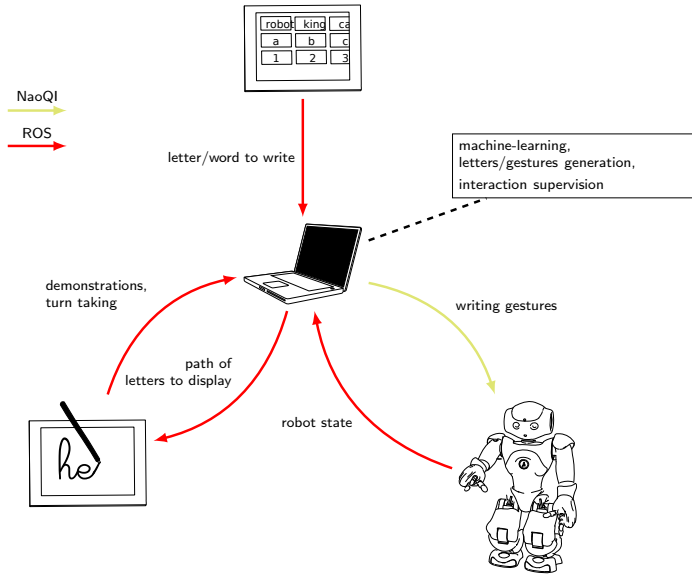 robot king ca
a b c
1 2 3
NaoQI
ROS
letter/word to write
machine-learning,
letters/gestures generation,
interaction supervision
demonstrations,
turn taking
writing gestures
path of
letters to display
robot state
he